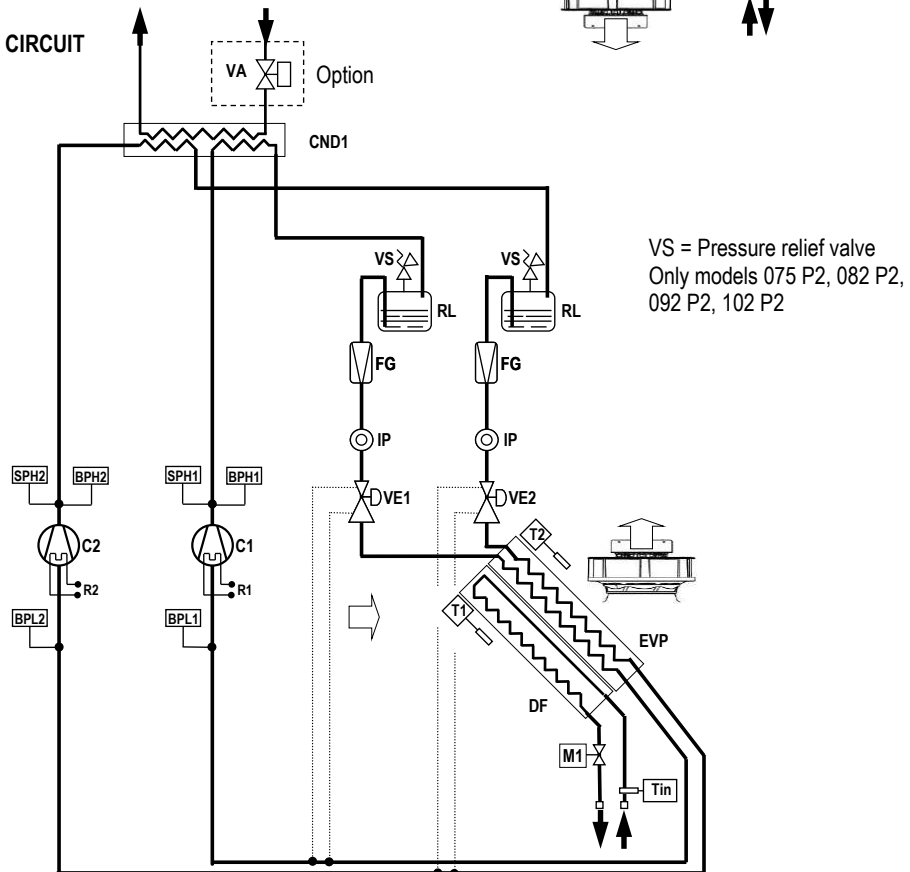 CIRCUIT
VA
Option
CND1
VS
RL
VS
RL
VS = Pressure relief valve
Only models 075 P2, 082 P2,
092 P2, 102 P2
FG
FG
IP
IP
SPH2
BPH2
SPH1
BPH1
VE1
VE2
C2
C1
T2
R2
R1
BPL2
BPL1
T1
EVP
DF
M1
Tin